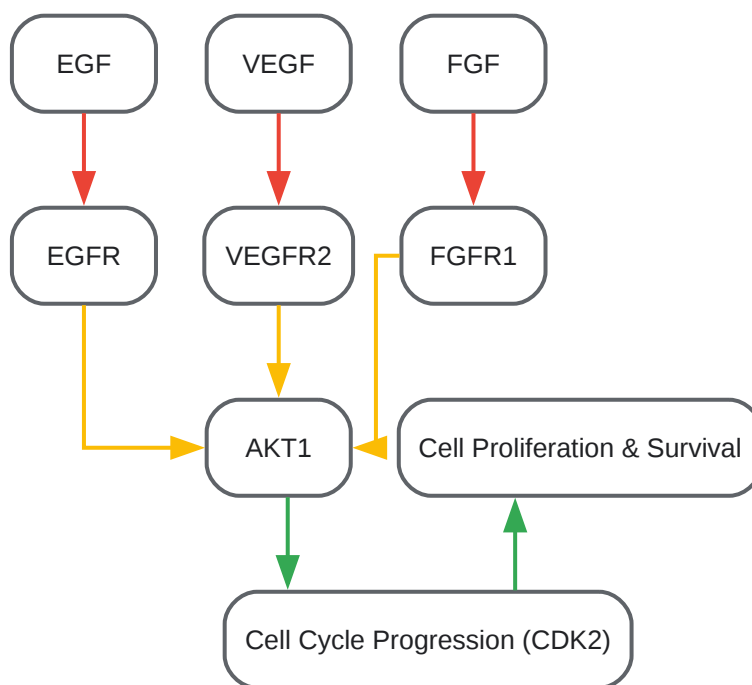 EGF
VEGF
FGF
EGFR
VEGFR2
FGFR1
AKT1
Cell Proliferation & Survival
Cell Cycle Progression (CDK2)